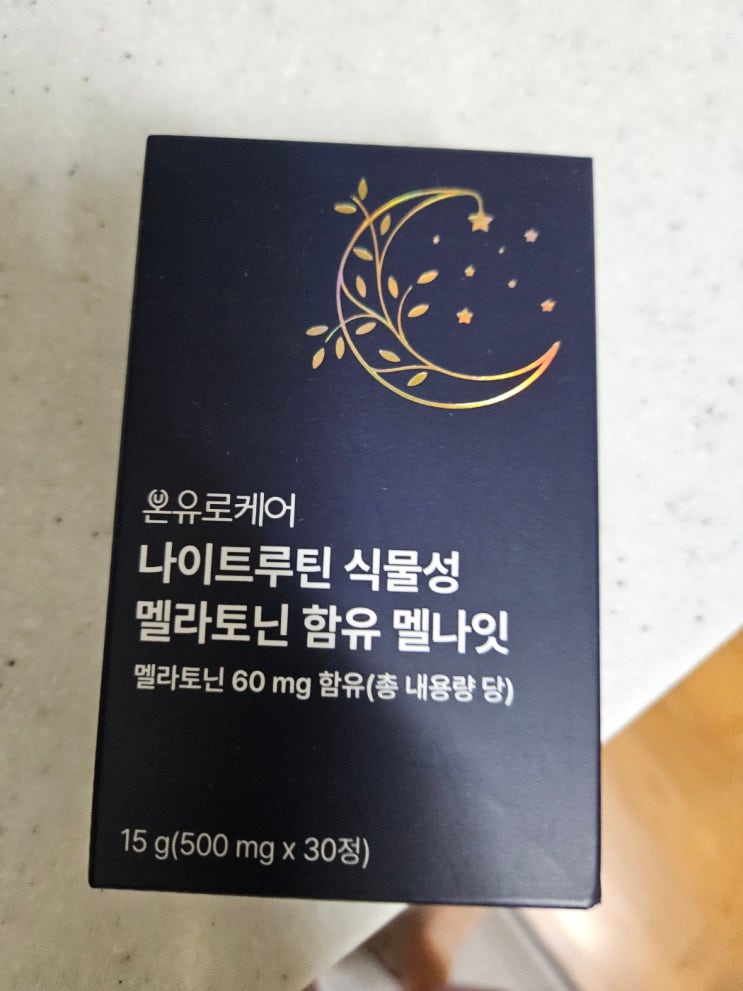 온유로케어
나이트루틴 식물성
멜라토닌 함유 멜나잇
멜라토닌 60 mg 함유(총 내용량 당)
15 g(500 mg x 30정)